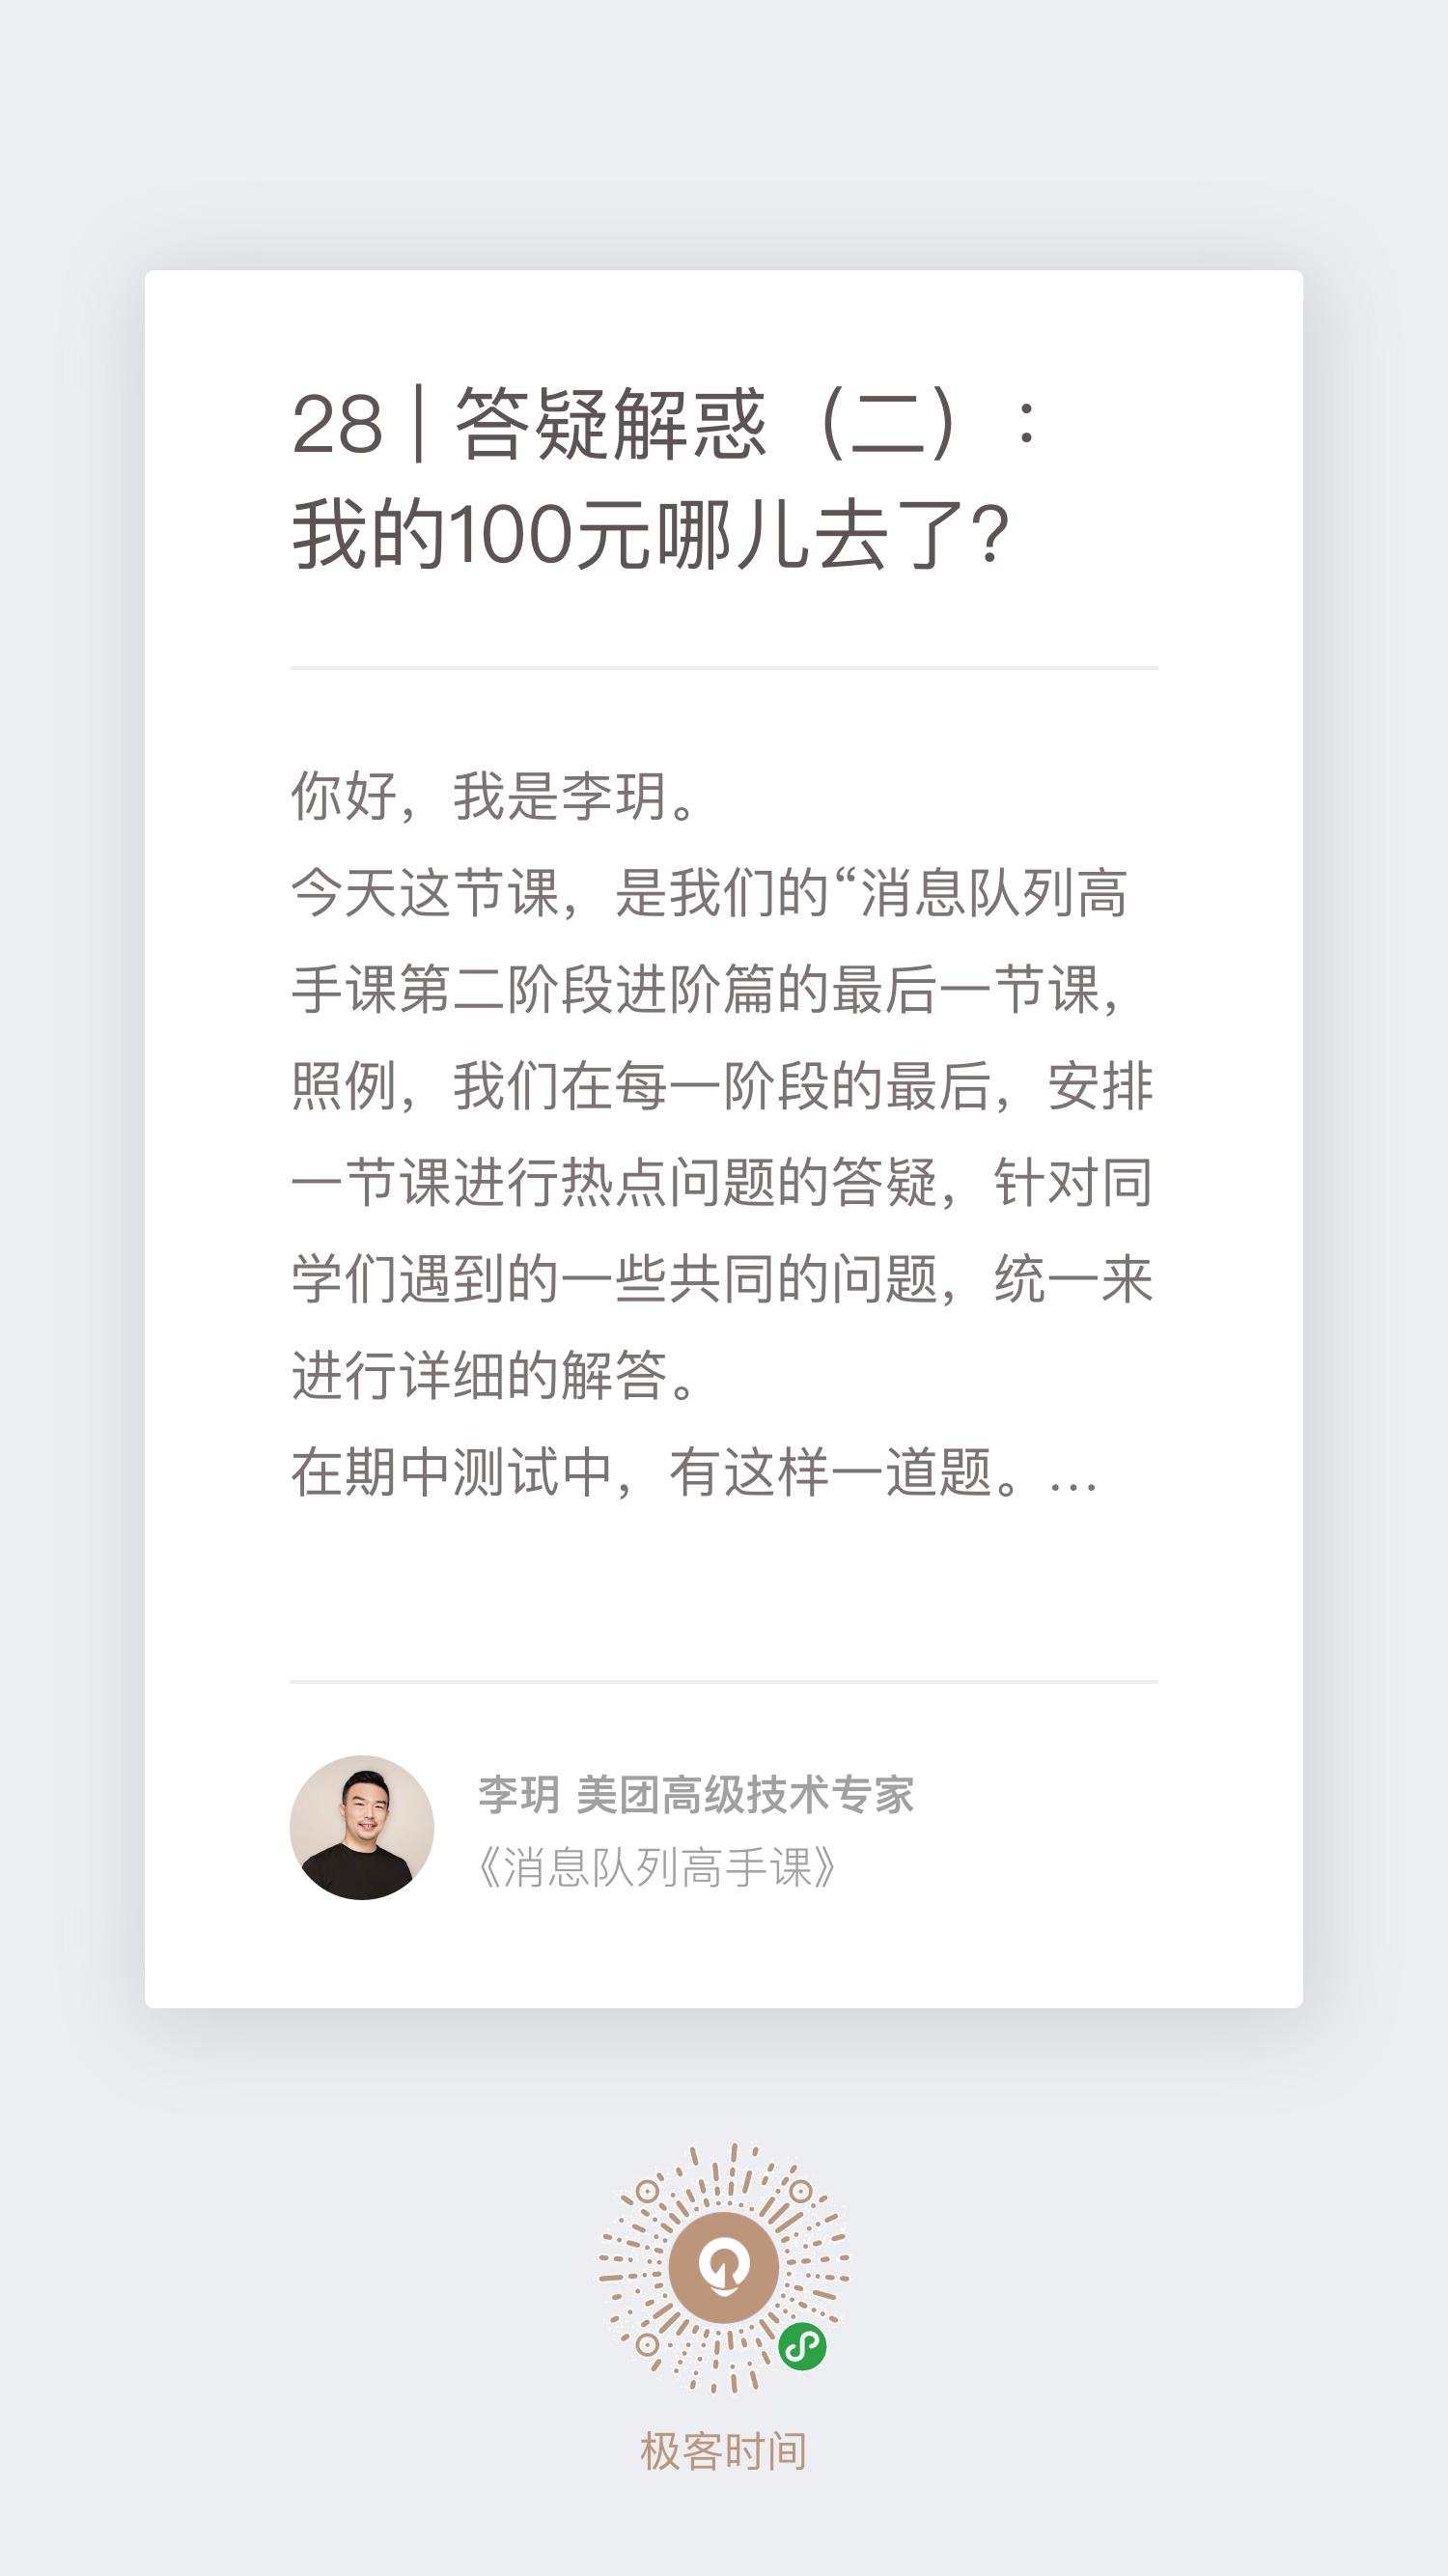 28 | 答疑解惑（二）：
我的100元哪儿去了？
你好，我是李玥。
今天这节课，是我们的“消息队列高
手课第二阶段进阶篇的最后一节课，
照例，我们在每一阶段的最后，安排
一节课进行热点问题的答疑，针对同
学们遇到的一些共同的问题，统一来
进行详细的解答。
在期中测试中，有这样一道题。...
李玥 美团高级技术专家
《消息队列高手课》
极客时间